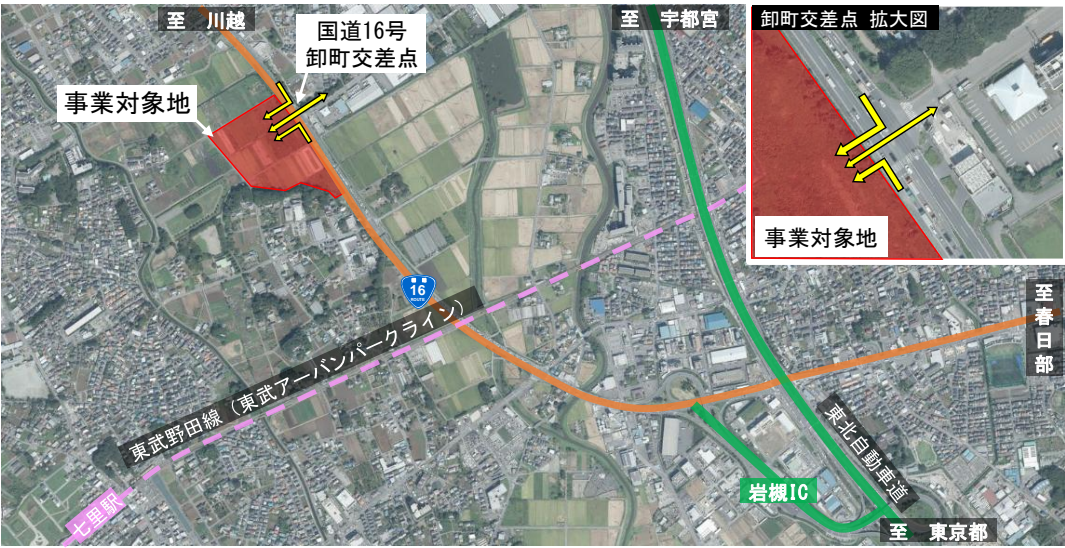 至 川越
国道16号
卸町交差点
事業対象地
至 宇都宮
卸町交差点 拡大図
事業対象地
16
ROUTE
東武野田線（東武アーバンパークライン）
七里駅
至
春
日
部
東北自動車道
岩槻IC
至 東京都